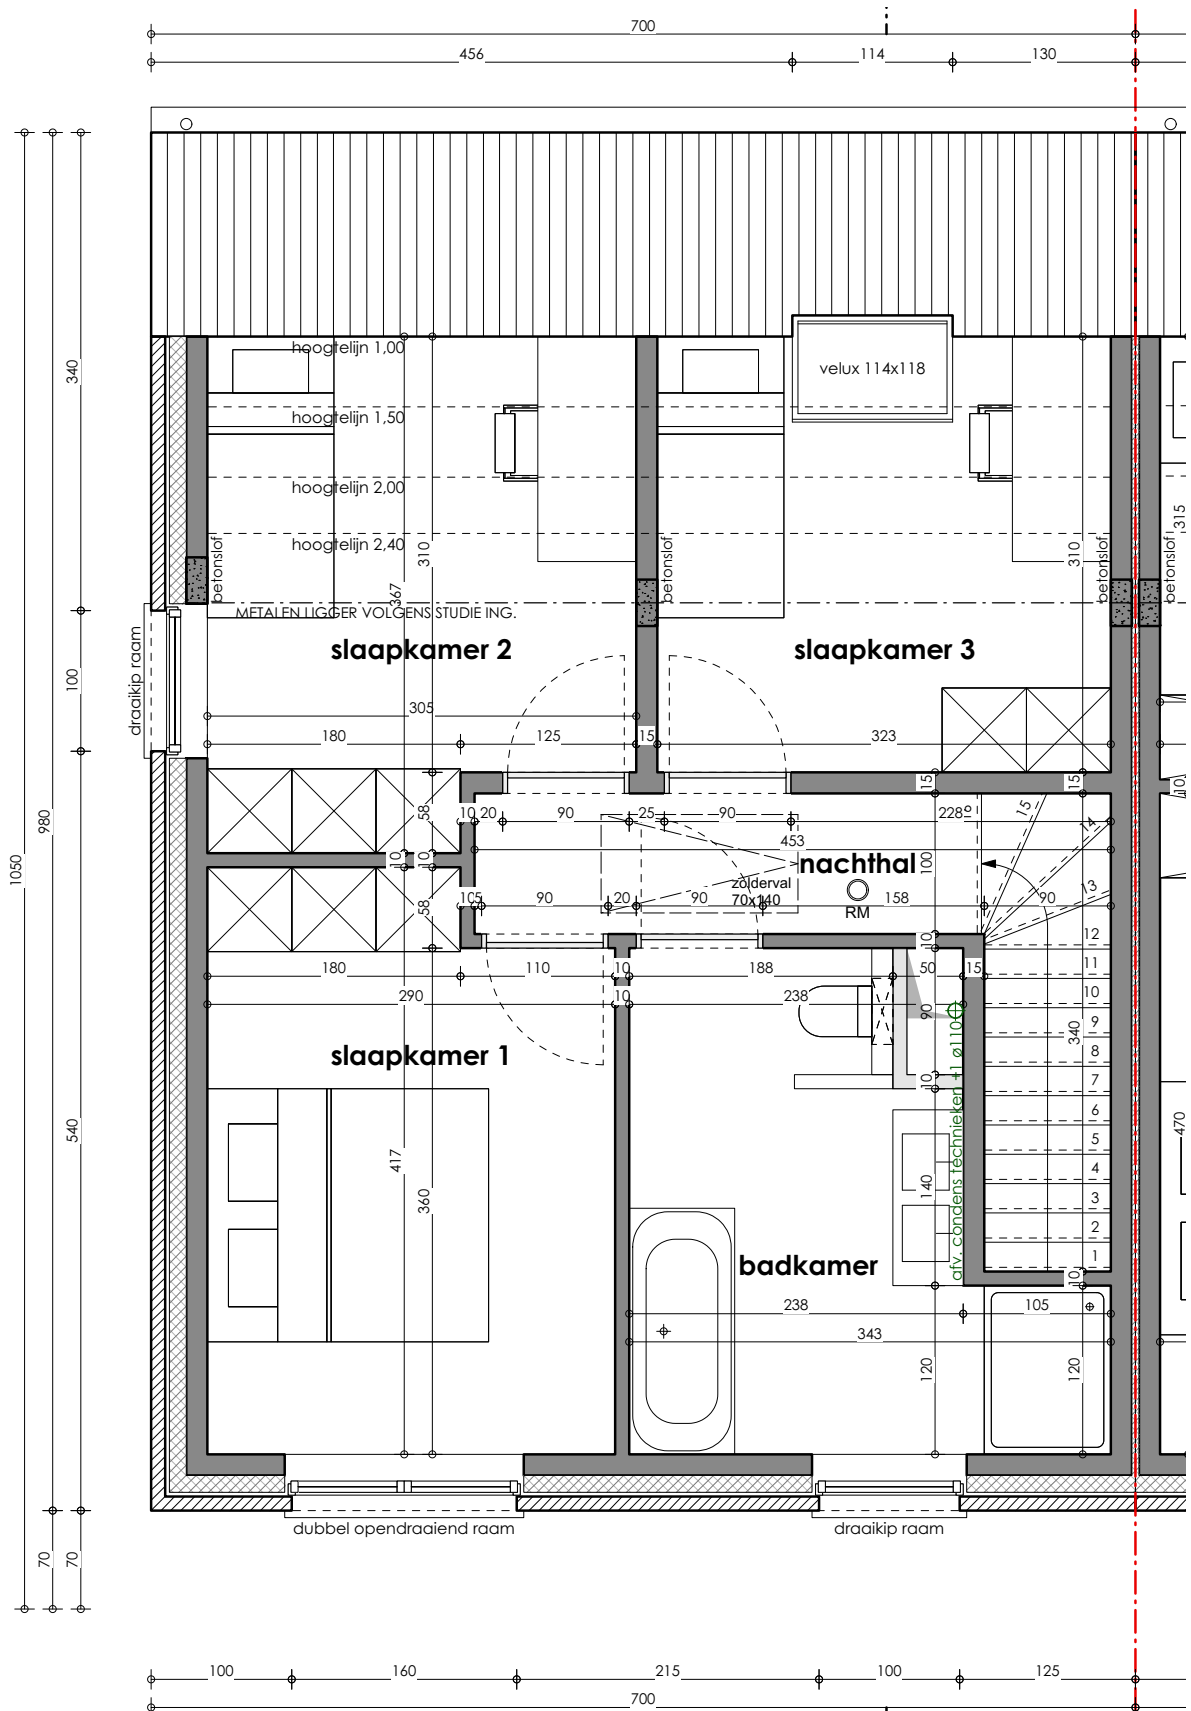 700
456 114 130
hoogtelijn 1,00
velux 114x118
340
hoogtelijn 1,50
hoogtelijn 2,00
315
hoogtelijn 2,40
310
310
betonslof
betonslof
betonslof
betonslof
367
METALEN LIGGER VOLGENS STUDIE ING.
slaapkamer 2
slaapkamer 3
draaikip raam
100
305
180 125 15 323
15
15
10
58
10 20 90 25 90 228⁵
453
15
14
13
980
1050
10
10
nachthal
100
zolderval
70x140
RM
58
10 5 90 20 90 158 90
12
11
10
9
8
7
6
5
4
3
2
1
10
180 110 10 188 50 15
290 10 238
90
340
slaapkamer 1
10
afv. condens technieken +1 ø110
540
470
417
360
140
badkamer
10
238 105
343
120
120
dubbel opendraaiend raam
draaikip raam
70
70
100 160 215 100 125
700